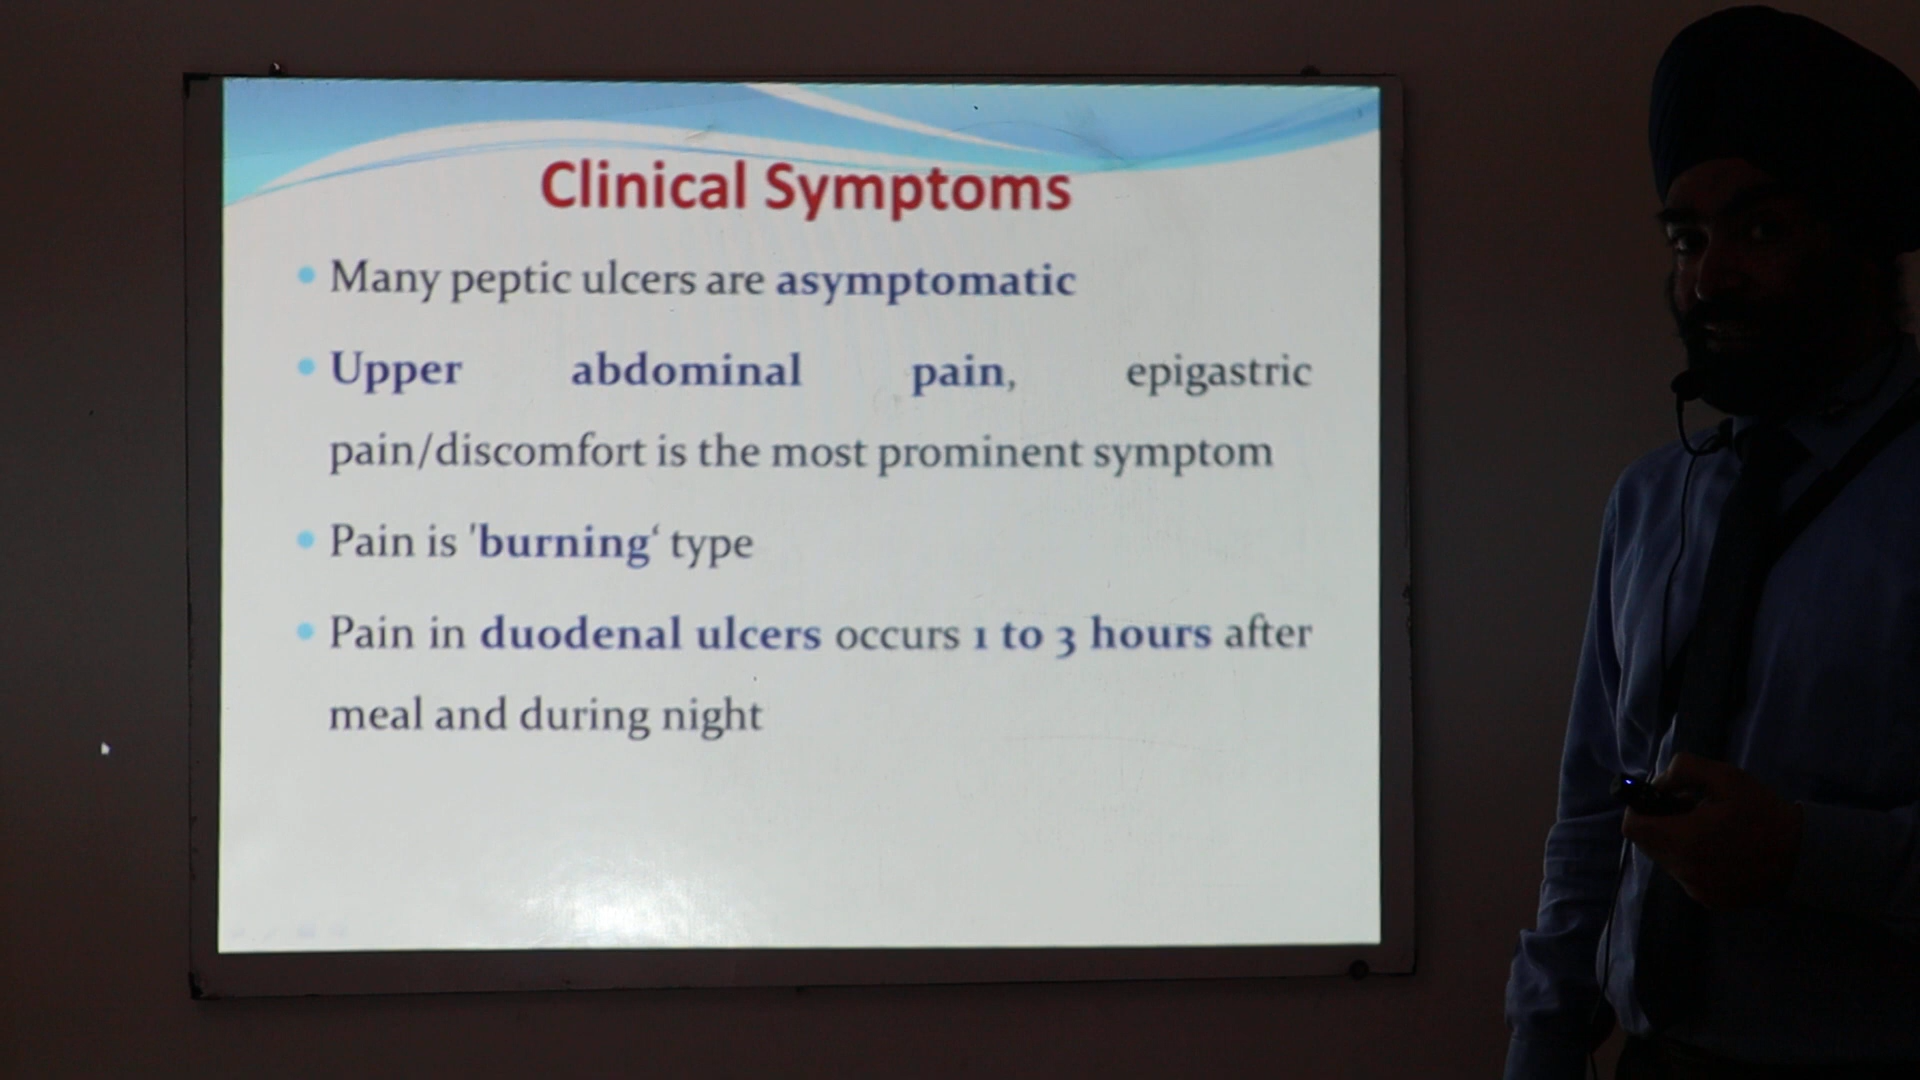 Clinical Symptoms
• Many peptic ulcers are asymptomatic
• Upper abdominal pain, epigastric
pain/discomfort is the most prominent symptom
• Pain is 'burning‘ type
• Pain in duodenal ulcers occurs 1 to 3 hours after
meal and during night